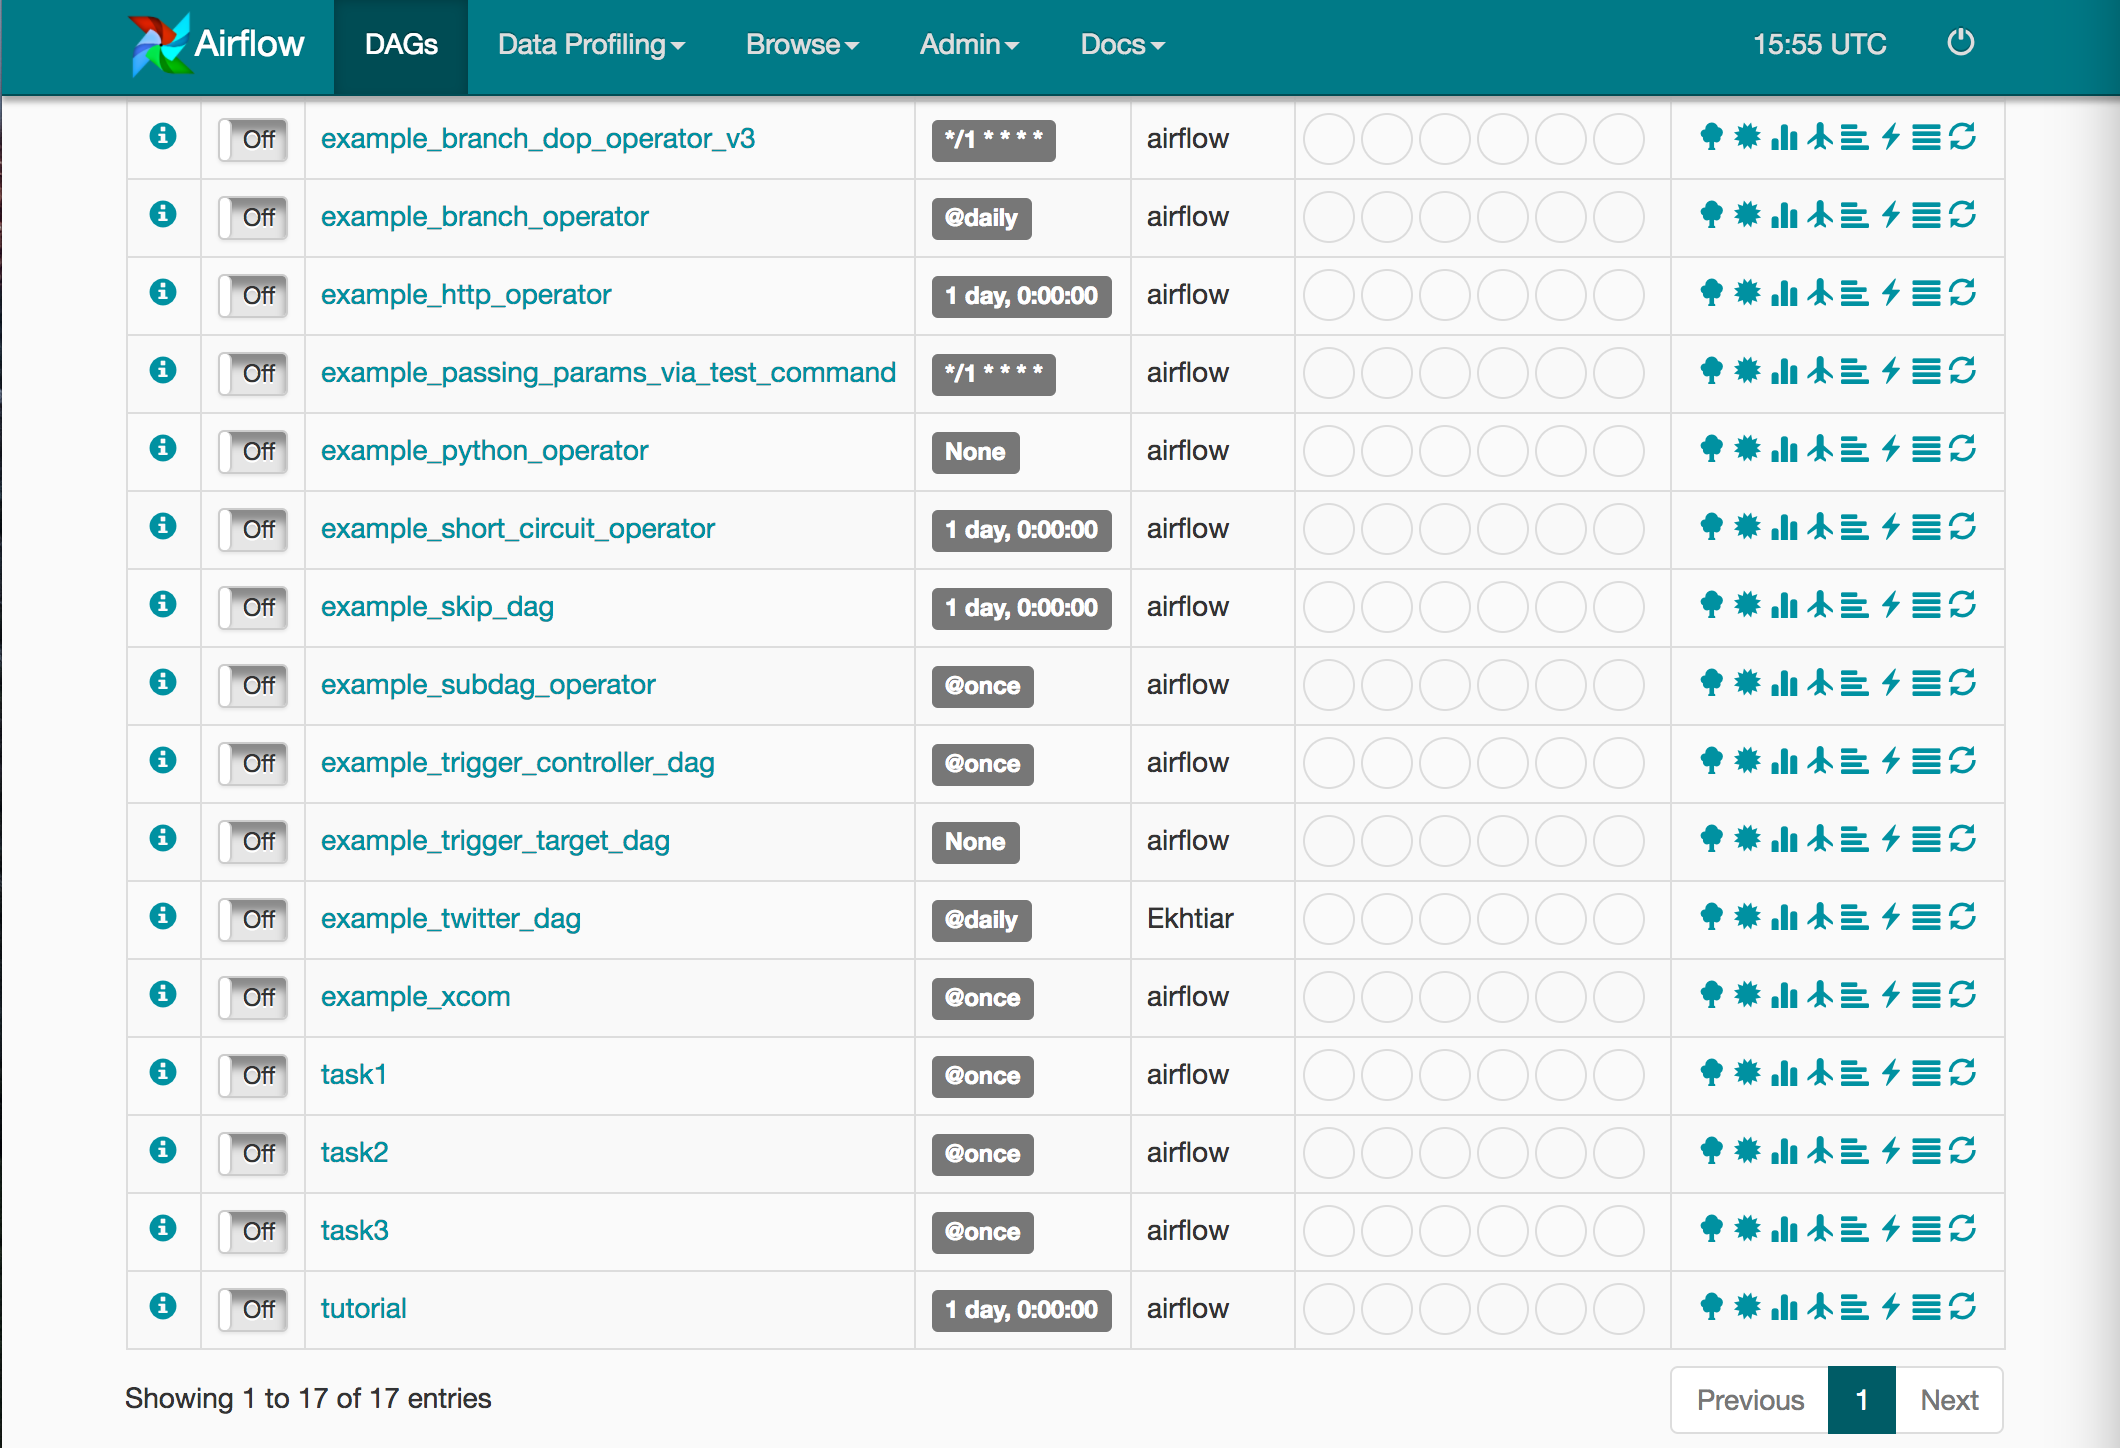 Airflow DAGs Data Profiling Browse Admin Docs 15:55 UTC
Off example_branch_dop_operator_v3 */1 * * * * airflow
Off example_branch_operator @daily airflow
Off example_http_operator 1 day, 0:00:00 airflow
Off example_passing_params_via_test_command */1 * * * * airflow
Off example_python_operator None airflow
Off example_short_circuit_operator 1 day, 0:00:00 airflow
Off example_skip_dag 1 day, 0:00:00 airflow
Off example_subdag_operator @once airflow
Off example_trigger_controller_dag @once airflow
Off example_trigger_target_dag None airflow
Off example_twitter_dag @daily Ekhtiar
Off example_xcom @once airflow
Off task1 @once airflow
Off task2 @once airflow
Off task3 @once airflow
Off tutorial 1 day, 0:00:00 airflow
Showing 1 to 17 of 17 entries Previous 1 Next